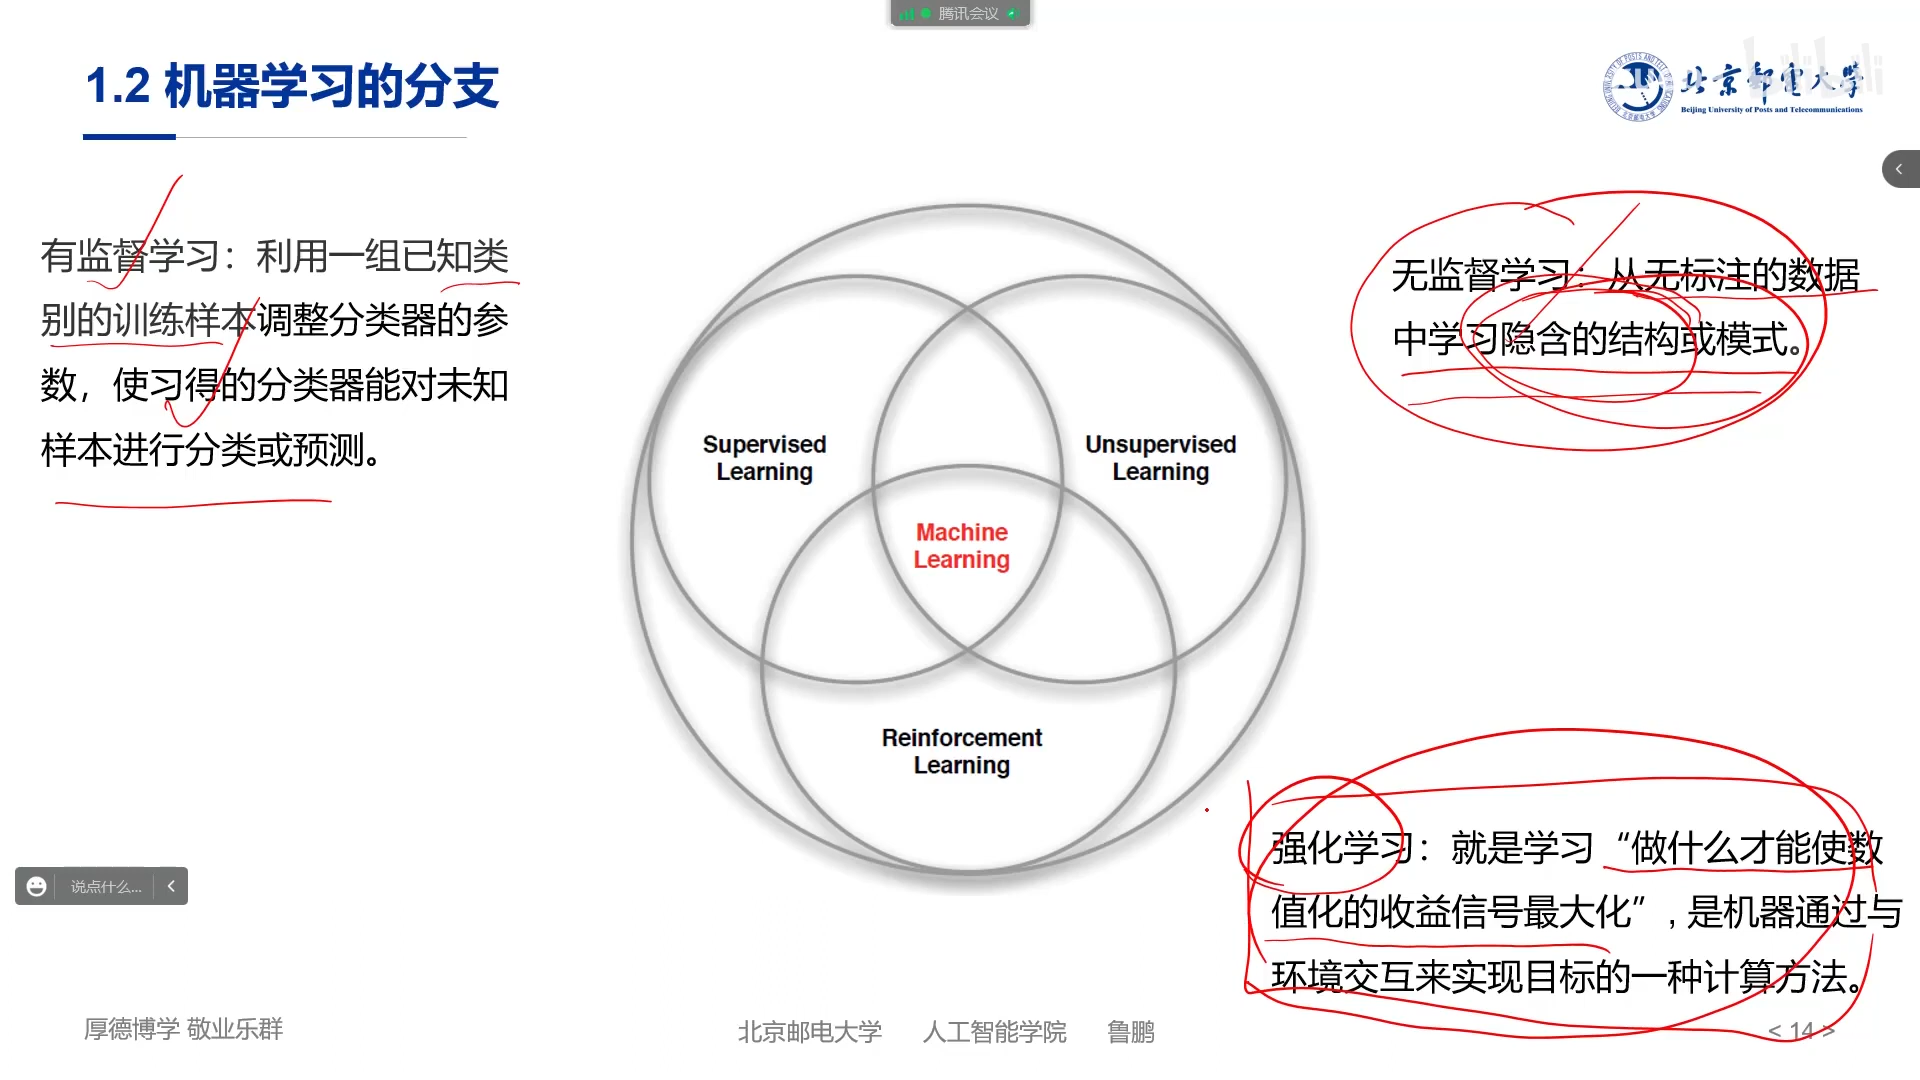 腾讯会议
1.2 机器学习的分支
北京邮电大学
Beijing University of Posts and Telecommunications
有监督学习：利用一组已知类
别的训练样本调整分类器的参
数，使习得的分类器能对未知
样本进行分类或预测。
Supervised
Learning
Unsupervised
Learning
Machine
Learning
Reinforcement
Learning
无监督学习：从无标注的数据
中学习隐含的结构或模式。
强化学习：就是学习“做什么才能使数
值化的收益信号最大化”, 是机器通过与
环境交互来实现目标的一种计算方法。
说点什么...
厚德博学 敬业乐群
北京邮电大学 人工智能学院 鲁鹏
< 14 >